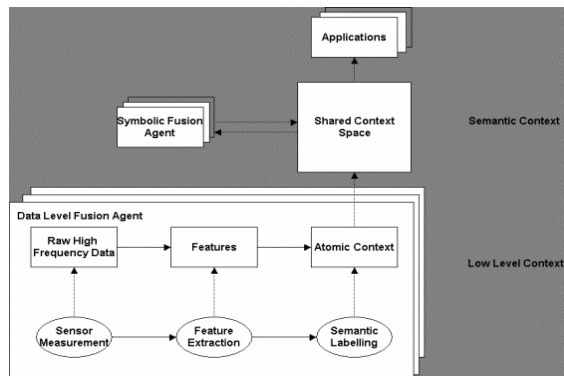 Applications
Symbolic Fusion
Agent
Shared Context
Space
Semantic Context
Data Level Fusion Agent
Raw High
Frequency Data
Features
Atomic Context
Low Level Context
Sensor
Measurement
Feature
Extraction
Semantic
Labelling